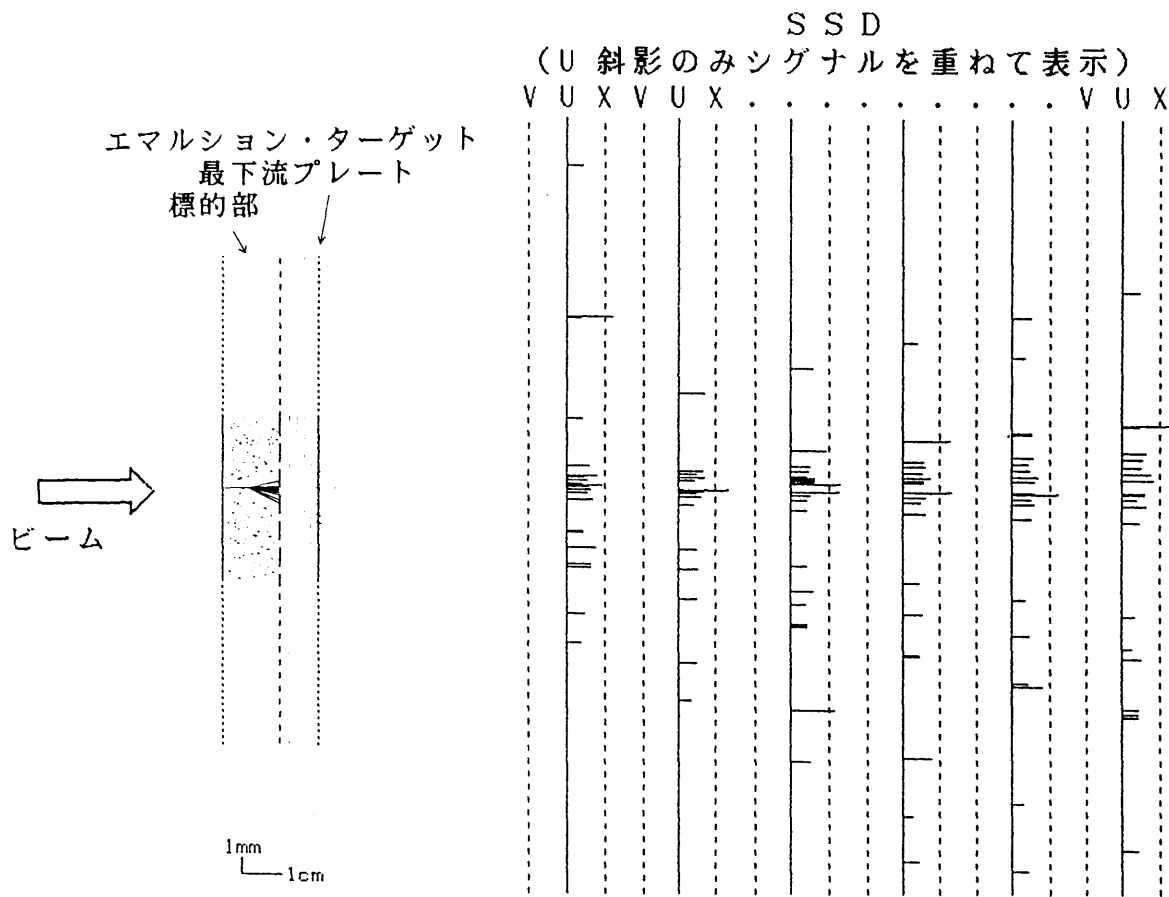 SSD
(U 斜影のみシグナルを重ねて表示)
V U X V U X . . . . . . . . . V U X
エマルション・ターゲット
最下流プレート
標的部
ビーム
1mm
1cm